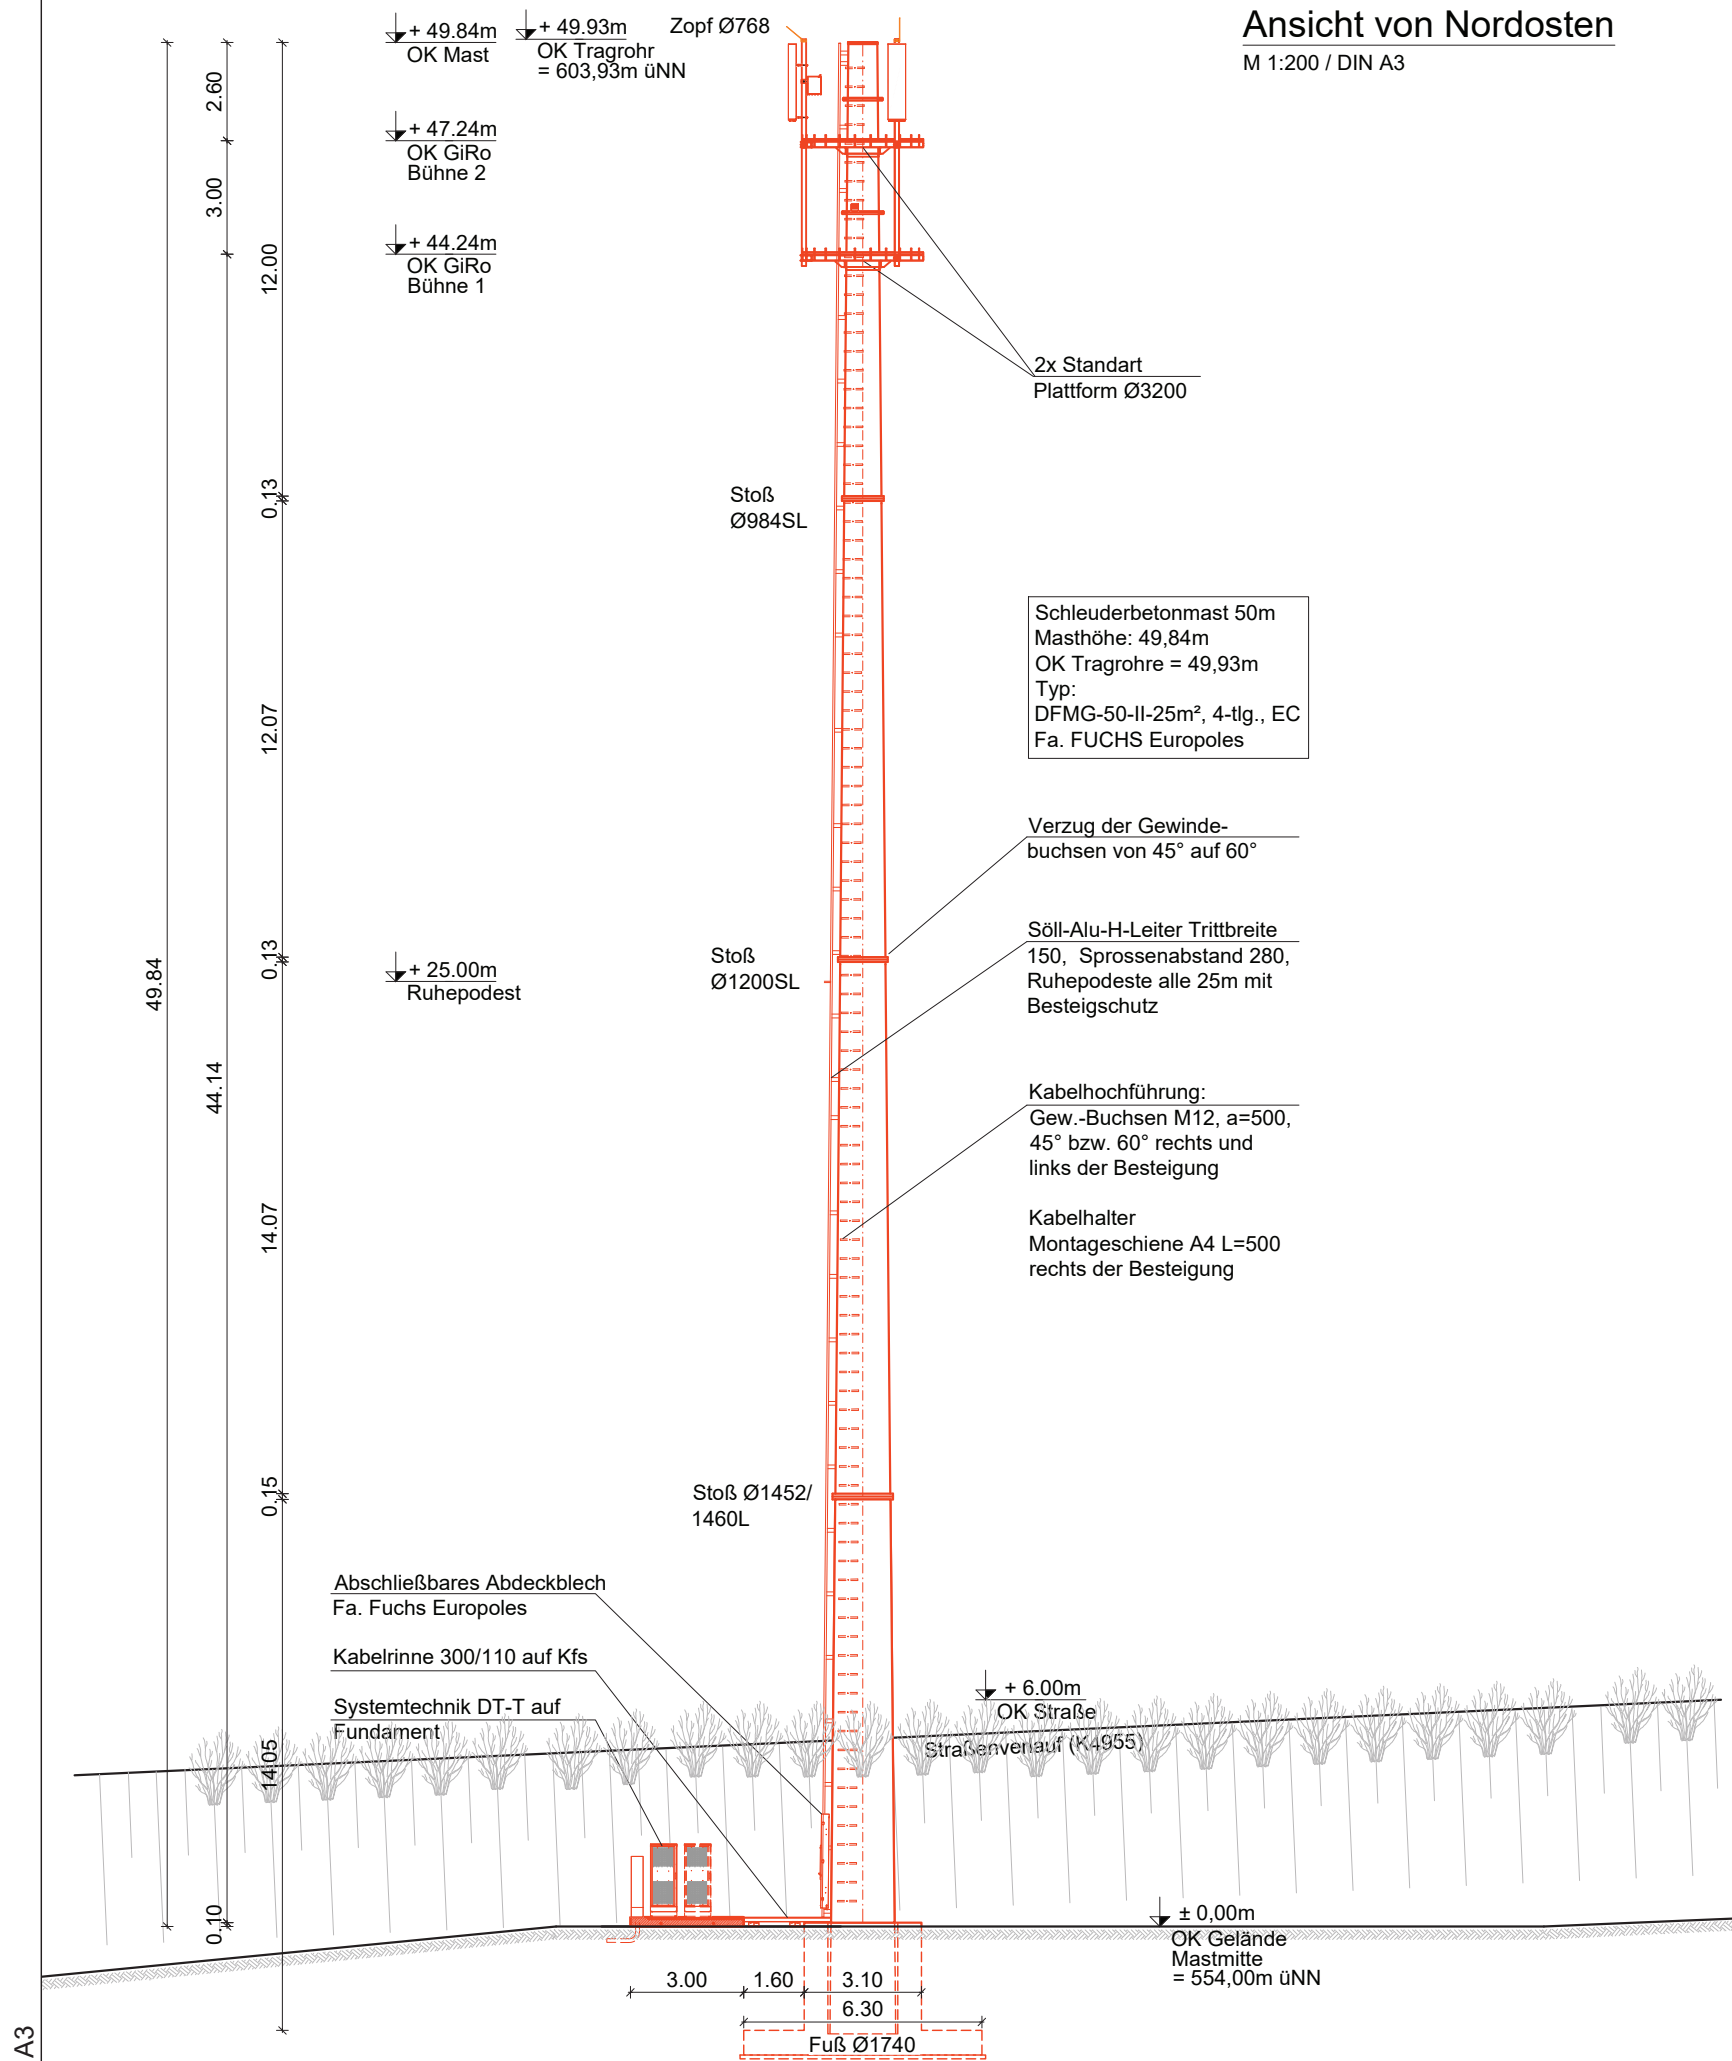 Ansicht von Nordosten
M 1:200 / DIN A3
+ 49.84m
OK Mast
+ 49.93m
OK Tragrohr
= 603,93m üNN
Zopf Ø768
2.60
+ 47.24m
OK GiRo
Bühne 2
3.00
+ 44.24m
OK GiRo
Bühne 1
12.00
2x Standart
Plattform Ø3200
0.13
Stoß
Ø984SL
Schleuderbetonmast 50m
Masthöhe: 49,84m
OK Tragrohre = 49,93m
Typ:
DFMG-50-II-25m², 4-tlg., EC
Fa. FUCHS Europoles
12.07
Verzug der Gewinde-
buchsen von 45° auf 60°
0.13
49.84
+ 25.00m
Ruhepodest
Stoß
Ø1200SL
Söll-Alu-H-Leiter Trittbreite
150, Sprossenabstand 280,
Ruhepodeste alle 25m mit
Besteigschutz
44.14
Kabelhochführung:
Gew.-Buchsen M12, a=500,
45° bzw. 60° rechts und
links der Besteigung
14.07
Kabelhalter
Montageschiene A4 L=500
rechts der Besteigung
0.15
Stoß Ø1452/
1460L
Abschließbares Abdeckblech
Fa. Fuchs Europoles
Kabelrinne 300/110 auf Kfs
Systemtechnik DT-T auf
Fundament
+ 6.00m
OK Straße
Straßenverlauf (K4955)
14.05
0.10
± 0,00m
OK Gelände
Mastmitte
= 554,00m üNN
3.00
1.60
3.10
6.30
Fuß Ø1740
A3